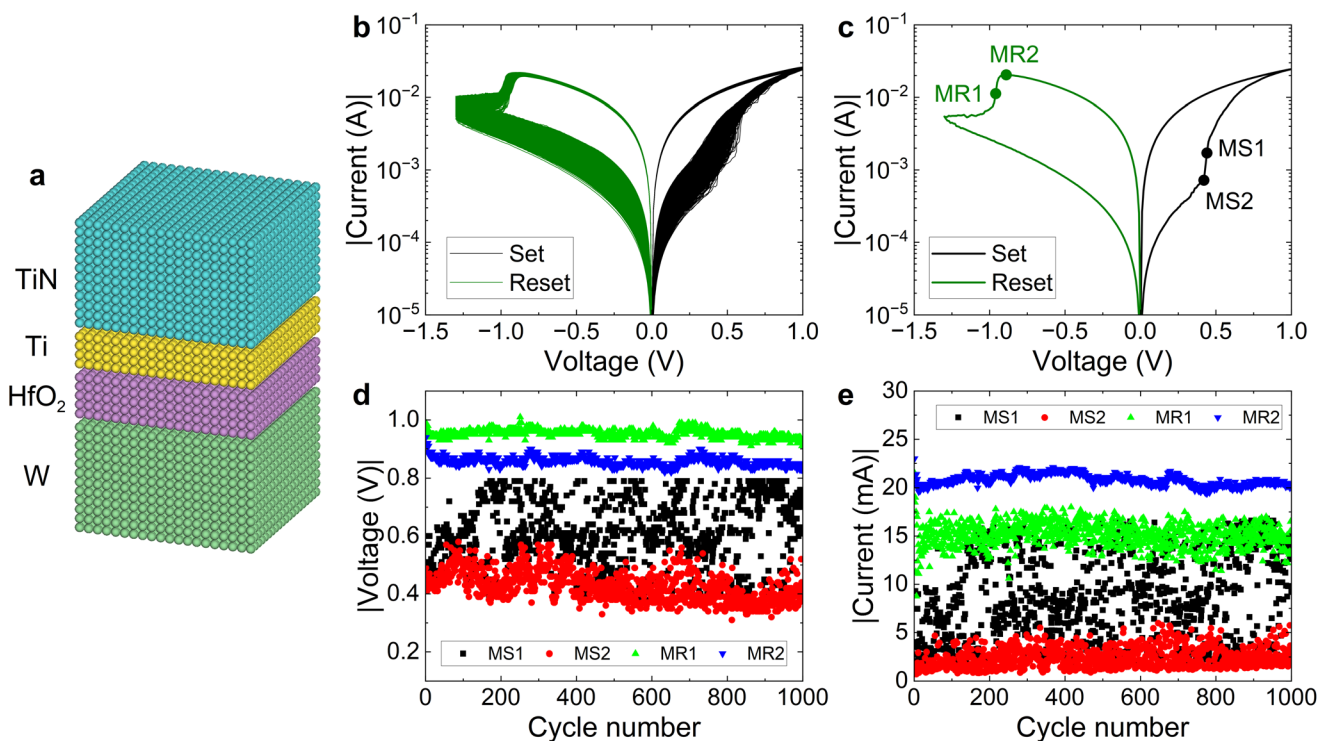 a
TiN
Ti
HfO₂
W
b
|Current (A)|
10⁻¹
10⁻²
10⁻³
10⁻⁴
10⁻⁵
Set
Reset
−1.5 −1.0 −0.5 0.0 0.5 1.0
Voltage (V)
c
|Current (A)|
10⁻¹
10⁻²
10⁻³
10⁻⁴
10⁻⁵
MR2
MR1
MS1
MS2
Set
Reset
−1.5 −1.0 −0.5 0.0 0.5 1.0
Voltage (V)
d
|Voltage (V)|
1.0
0.8
0.6
0.4
0.2
MS1 MS2 MR1 MR2
0 200 400 600 800 1000
Cycle number
e
|Current (mA)|
30
25
20
15
10
5
0
MS1 MS2 MR1 MR2
0 200 400 600 800 1000
Cycle number